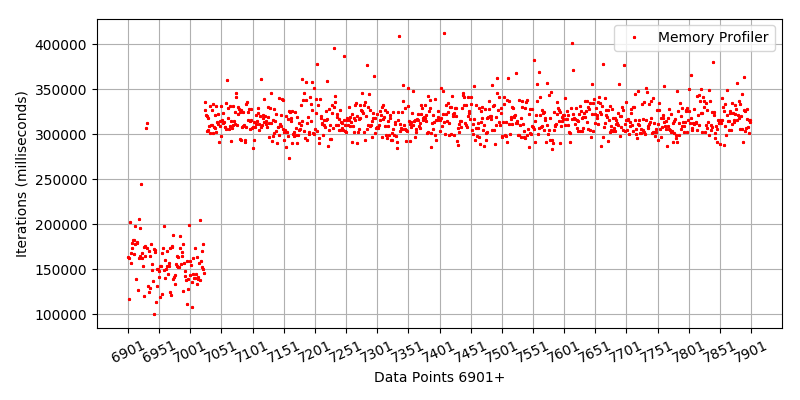 Memory Profiler
Iterations (milliseconds)
400000
350000
300000
250000
200000
150000
100000
6901 6951 7001 7051 7101 7151 7201 7251 7301 7351 7401 7451 7501 7551 7601 7651 7701 7751 7801 7851 7901
Data Points 6901+